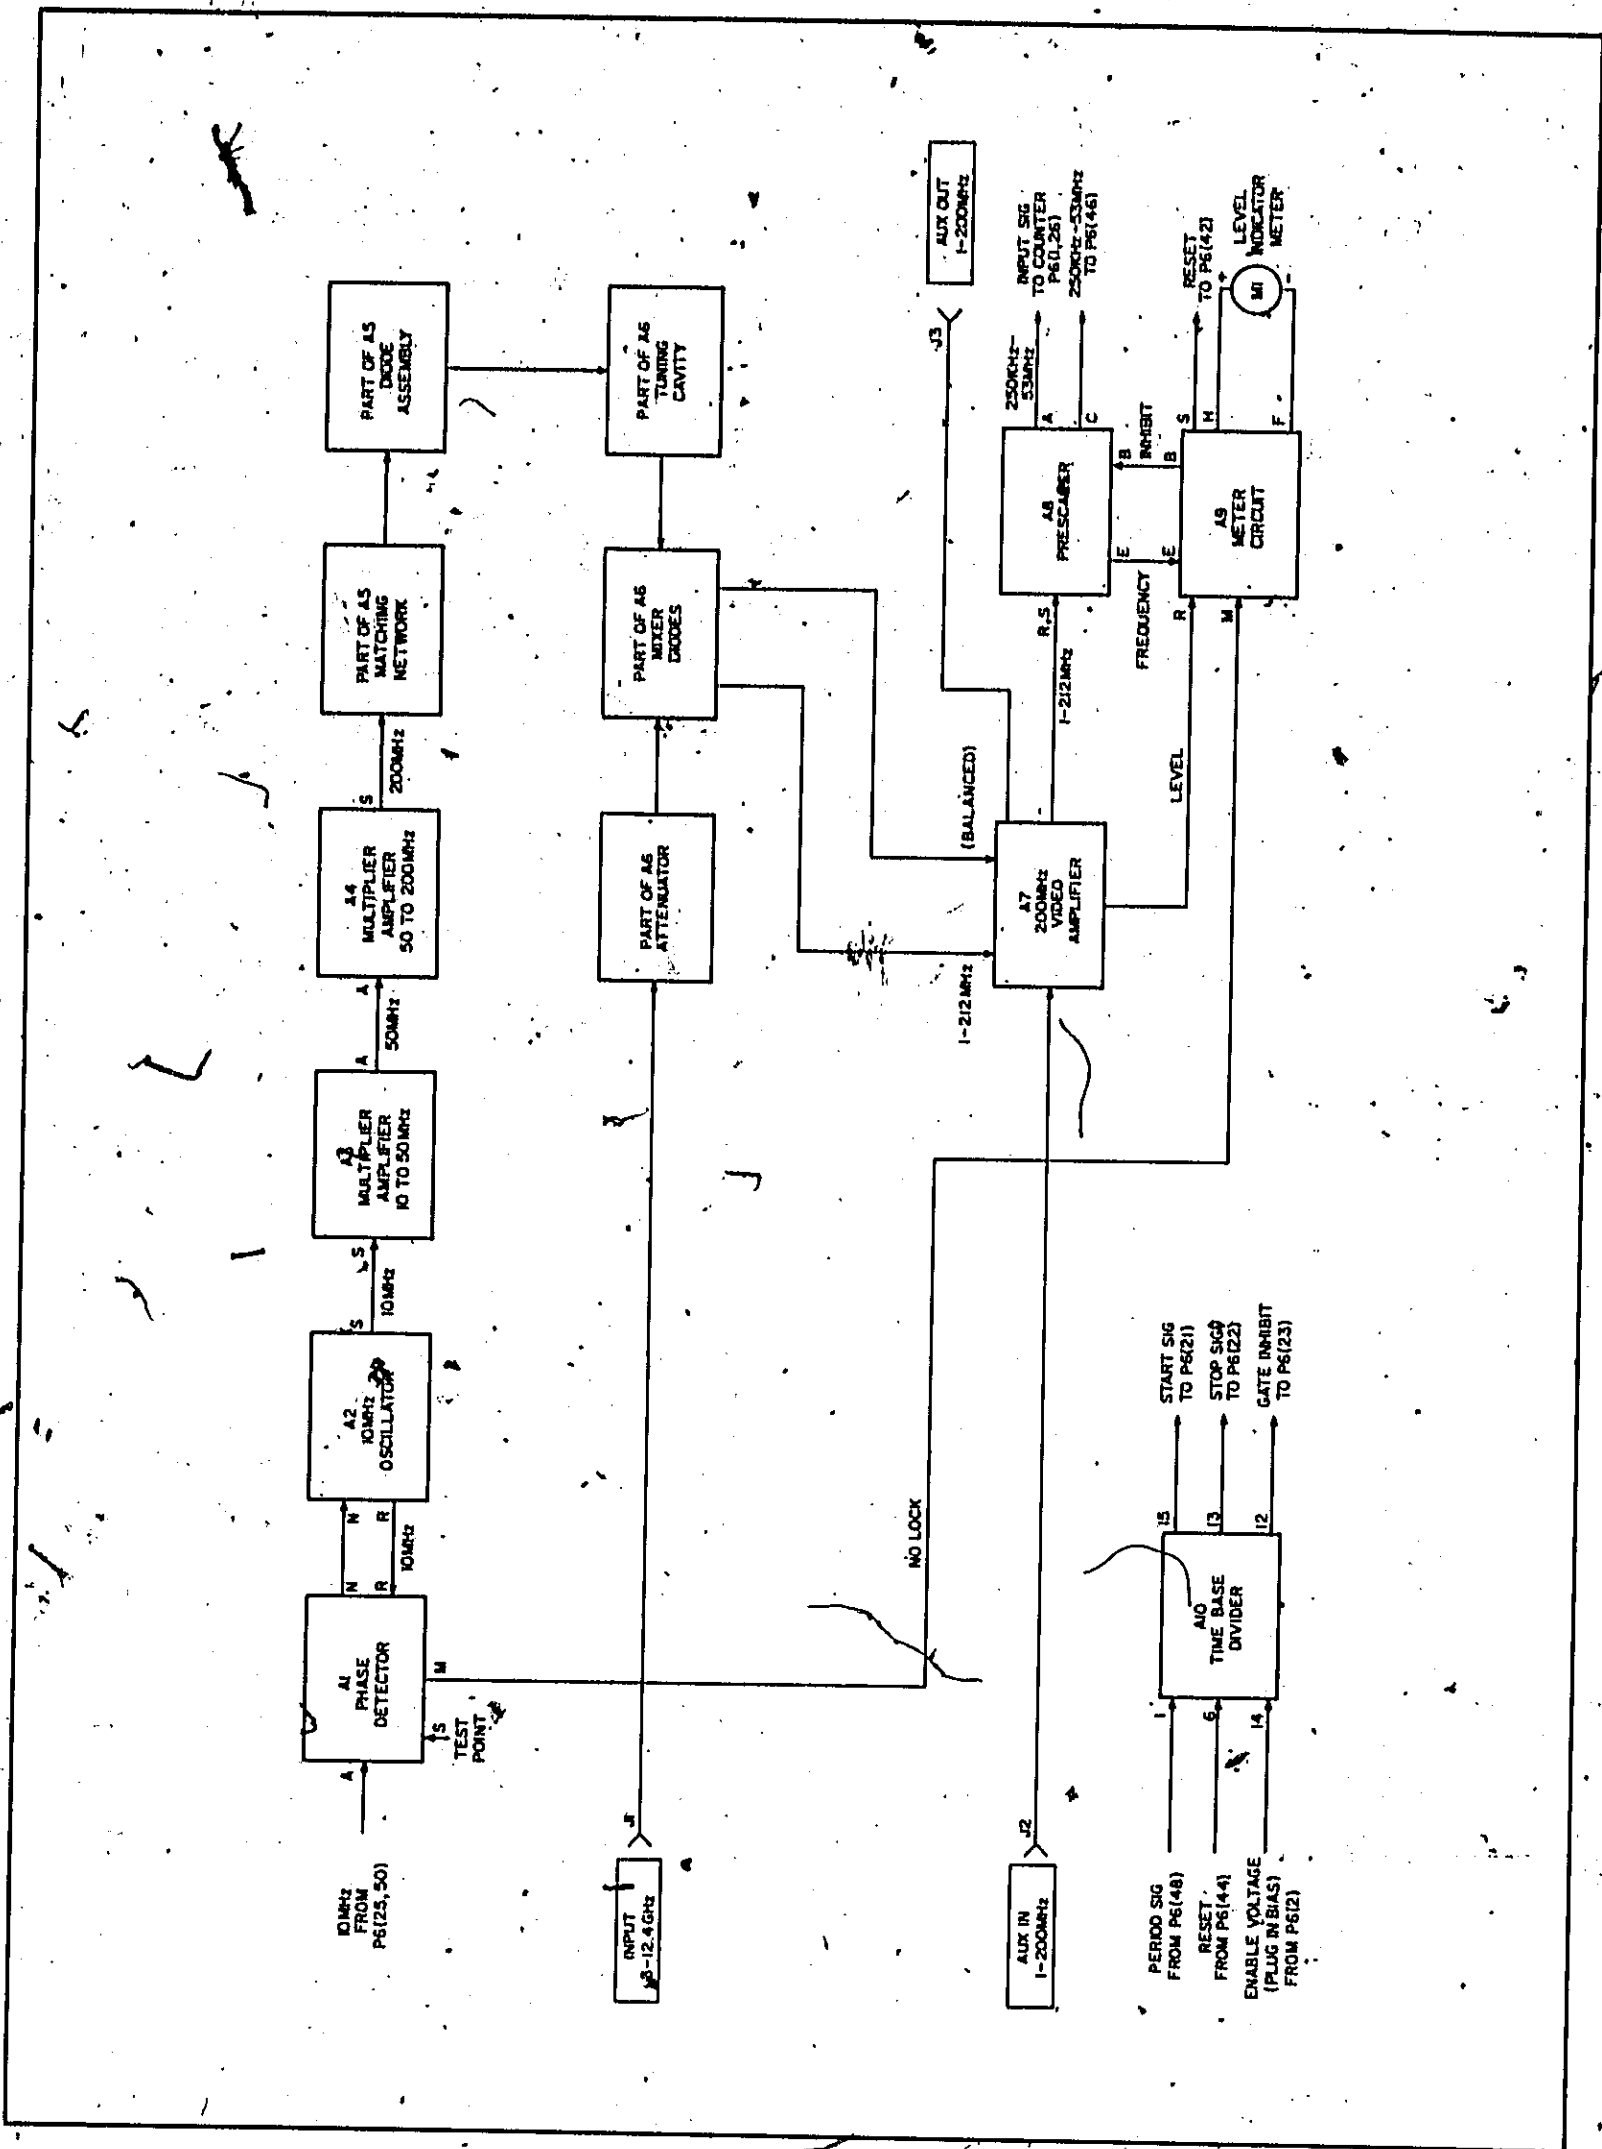 10MHz
FROM
P6(25,50)
A
A1
PHASE
DETECTOR
S
TEST
POINT
M
N
R
N
R
10MHz
A2
10MHz
OSCILLATOR
S
10MHz
S
A3
MULTIPLIER
AMPLIFIER
10 TO 50MHz
A
50MHz
A
A4
MULTIPLIER
AMPLIFIER
50 TO 200MHz
S
200MHz
PART OF A5
MATCHING
NETWORK
PART OF A5
DIODE
ASSEMBLY
INPUT
.3-12.4GHz
J1
PART OF A6
ATTENUATOR
PART OF A6
MIXER
DIODES
PART OF A6
TUNING
CAVITY
NO LOCK
1-212MHz
(BALANCED)
J3
AUX OUT
1-200MHz
AUX IN
1-200MHz
J2
A7
200MHz
VIDEO
AMPLIFIER
R,S
1-212MHz
A8
PRESCALER
250KHz-
53MHz
A
C
INPUT SIG
TO COUNTER
P6(1,26)
250KHz-53MHz
TO P6(46)
E
B
INHIBIT
FREQUENCY
E
B
LEVEL
R
M
A9
METER
CIRCUIT
S
H
F
RESET
TO P6(42)
+
M1
-
LEVEL
INDICATOR
METER
PERIOD SIG
FROM P6(48)
RESET
FROM P6(44)
ENABLE VOLTAGE
(PLUG IN BIAS)
FROM P6(2)
1
6
14
A10
TIME BASE
DIVIDER
15
13
12
START SIG
TO P6(21)
STOP SIG
TO P6(22)
GATE INHIBIT
TO P6(23)